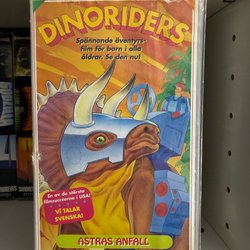 DINORIDERS
Spännande äventyrs-
film för barn i alla
åldrar. Se den nu!
En av de största
filmsuccéerna i USA!
VI TALAR
SVENSKA!
ASTRAS ANFALL